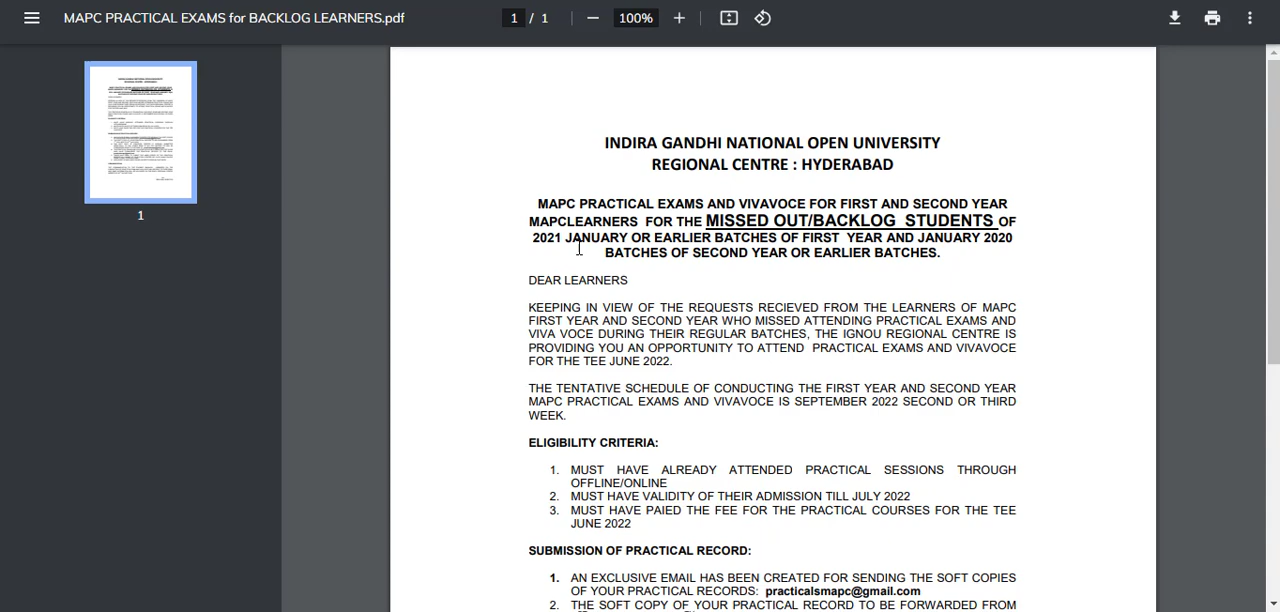 MAPC PRACTICAL EXAMS for BACKLOG LEARNERS.pdf
1 / 1
100%
1
INDIRA GANDHI NATIONAL OPEN UNIVERSITY
REGIONAL CENTRE : HYDERABAD
MAPC PRACTICAL EXAMS AND VIVAVOCE FOR FIRST AND SECOND YEAR
MAPCLEARNERS FOR THE MISSED OUT/BACKLOG STUDENTS OF
2021 JANUARY OR EARLIER BATCHES OF FIRST YEAR AND JANUARY 2020
BATCHES OF SECOND YEAR OR EARLIER BATCHES.
DEAR LEARNERS
KEEPING IN VIEW OF THE REQUESTS RECIEVED FROM THE LEARNERS OF MAPC
FIRST YEAR AND SECOND YEAR WHO MISSED ATTENDING PRACTICAL EXAMS AND
VIVA VOCE DURING THEIR REGULAR BATCHES, THE IGNOU REGIONAL CENTRE IS
PROVIDING YOU AN OPPORTUNITY TO ATTEND PRACTICAL EXAMS AND VIVAVOCE
FOR THE TEE JUNE 2022.
THE TENTATIVE SCHEDULE OF CONDUCTING THE FIRST YEAR AND SECOND YEAR
MAPC PRACTICAL EXAMS AND VIVAVOCE IS SEPTEMBER 2022 SECOND OR THIRD
WEEK.
ELIGIBILITY CRITERIA:
1. MUST HAVE ALREADY ATTENDED PRACTICAL SESSIONS THROUGH
OFFLINE/ONLINE
2. MUST HAVE VALIDITY OF THEIR ADMISSION TILL JULY 2022
3. MUST HAVE PAIED THE FEE FOR THE PRACTICAL COURSES FOR THE TEE
JUNE 2022
SUBMISSION OF PRACTICAL RECORD:
1. AN EXCLUSIVE EMAIL HAS BEEN CREATED FOR SENDING THE SOFT COPIES
OF YOUR PRACTICAL RECORDS: practicalsmapc@gmail.com
2. THE SOFT COPY OF YOUR PRACTICAL RECORD TO BE FORWARDED FROM